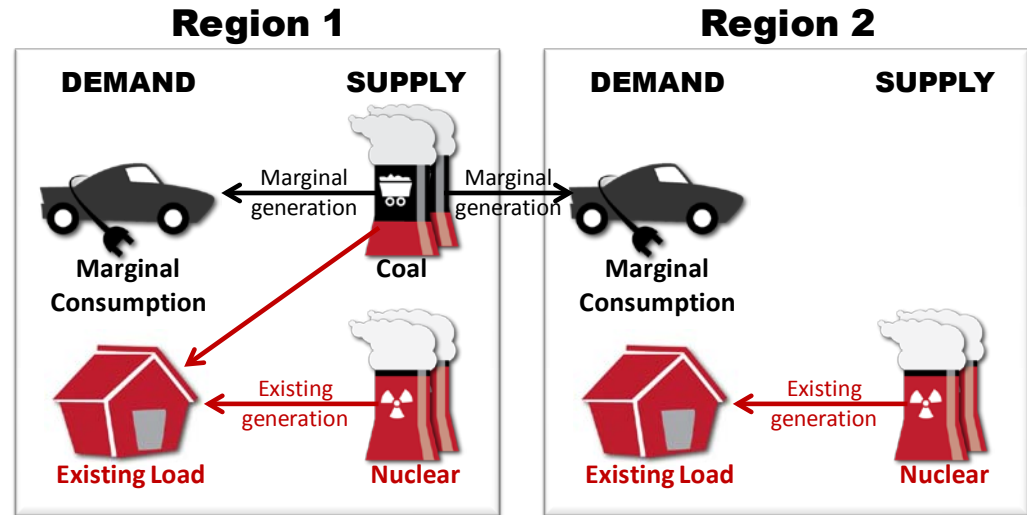 Region 1
DEMAND
SUPPLY
Marginal
generation
Marginal
generation
Marginal
Consumption
Coal
Existing
generation
Existing Load
Nuclear
Region 2
DEMAND
SUPPLY
Marginal
Consumption
Existing
generation
Existing Load
Nuclear